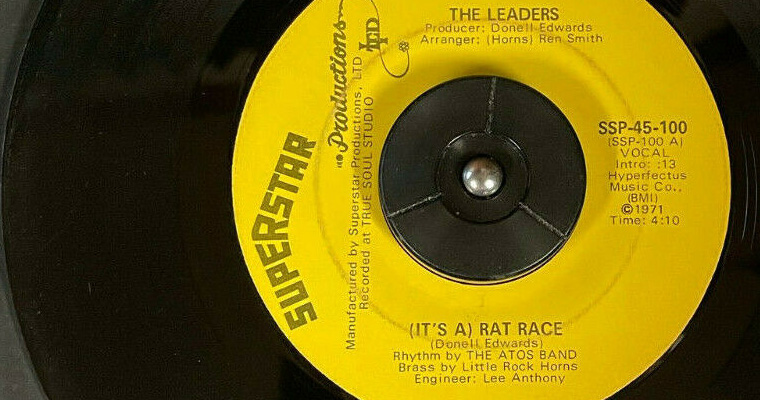 THE LEADERS
Producer: Donell Edwards
Arranger: (Horns) Ren Smith
SUPERSTAR
Productions, LTD
LTD
Manufactured by Superstar Productions, LTD
Recorded at TRUE SOUL STUDIO
SSP-45-100
(SSP-100 A)
VOCAL
Intro: :13
Hyperfectus
Music Co.,
(BMI)
©1971
Time: 4:10
(IT'S A) RAT RACE
(Donell Edwards)
Rhythm by THE ATOS BAND
Brass by Little Rock Horns
Engineer: Lee Anthony